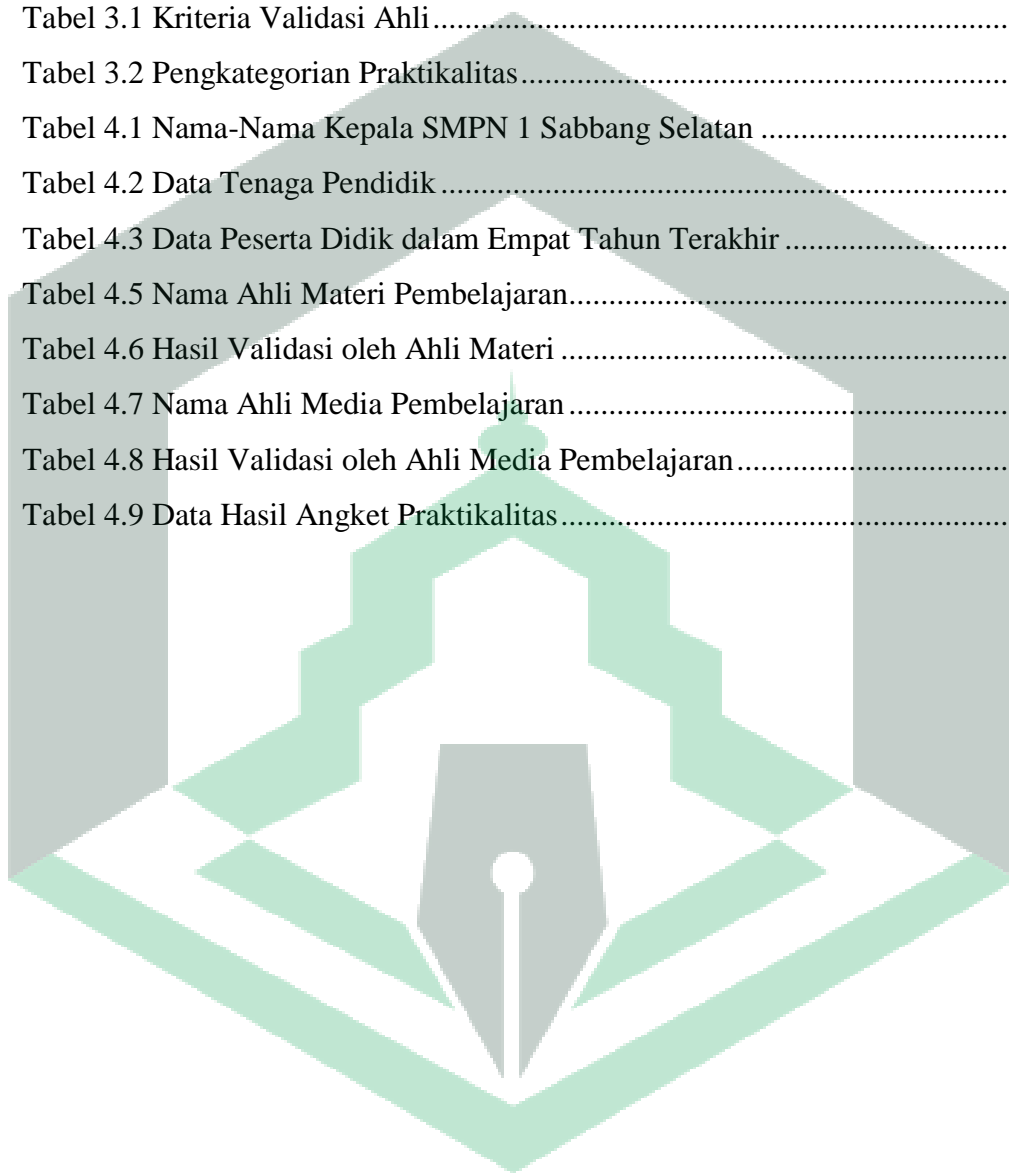 Tabel 3.1 Kriteria Validasi Ahli........................................................................
Tabel 3.2 Pengkategorian Praktikalitas.............................................................
Tabel 4.1 Nama-Nama Kepala SMPN 1 Sabbang Selatan ...............................
Tabel 4.2 Data Tenaga Pendidik.......................................................................
Tabel 4.3 Data Peserta Didik dalam Empat Tahun Terakhir ............................
Tabel 4.5 Nama Ahli Materi Pembelajaran.......................................................
Tabel 4.6 Hasil Validasi oleh Ahli Materi ........................................................
Tabel 4.7 Nama Ahli Media Pembelajaran .......................................................
Tabel 4.8 Hasil Validasi oleh Ahli Media Pembelajaran..................................
Tabel 4.9 Data Hasil Angket Praktikalitas........................................................